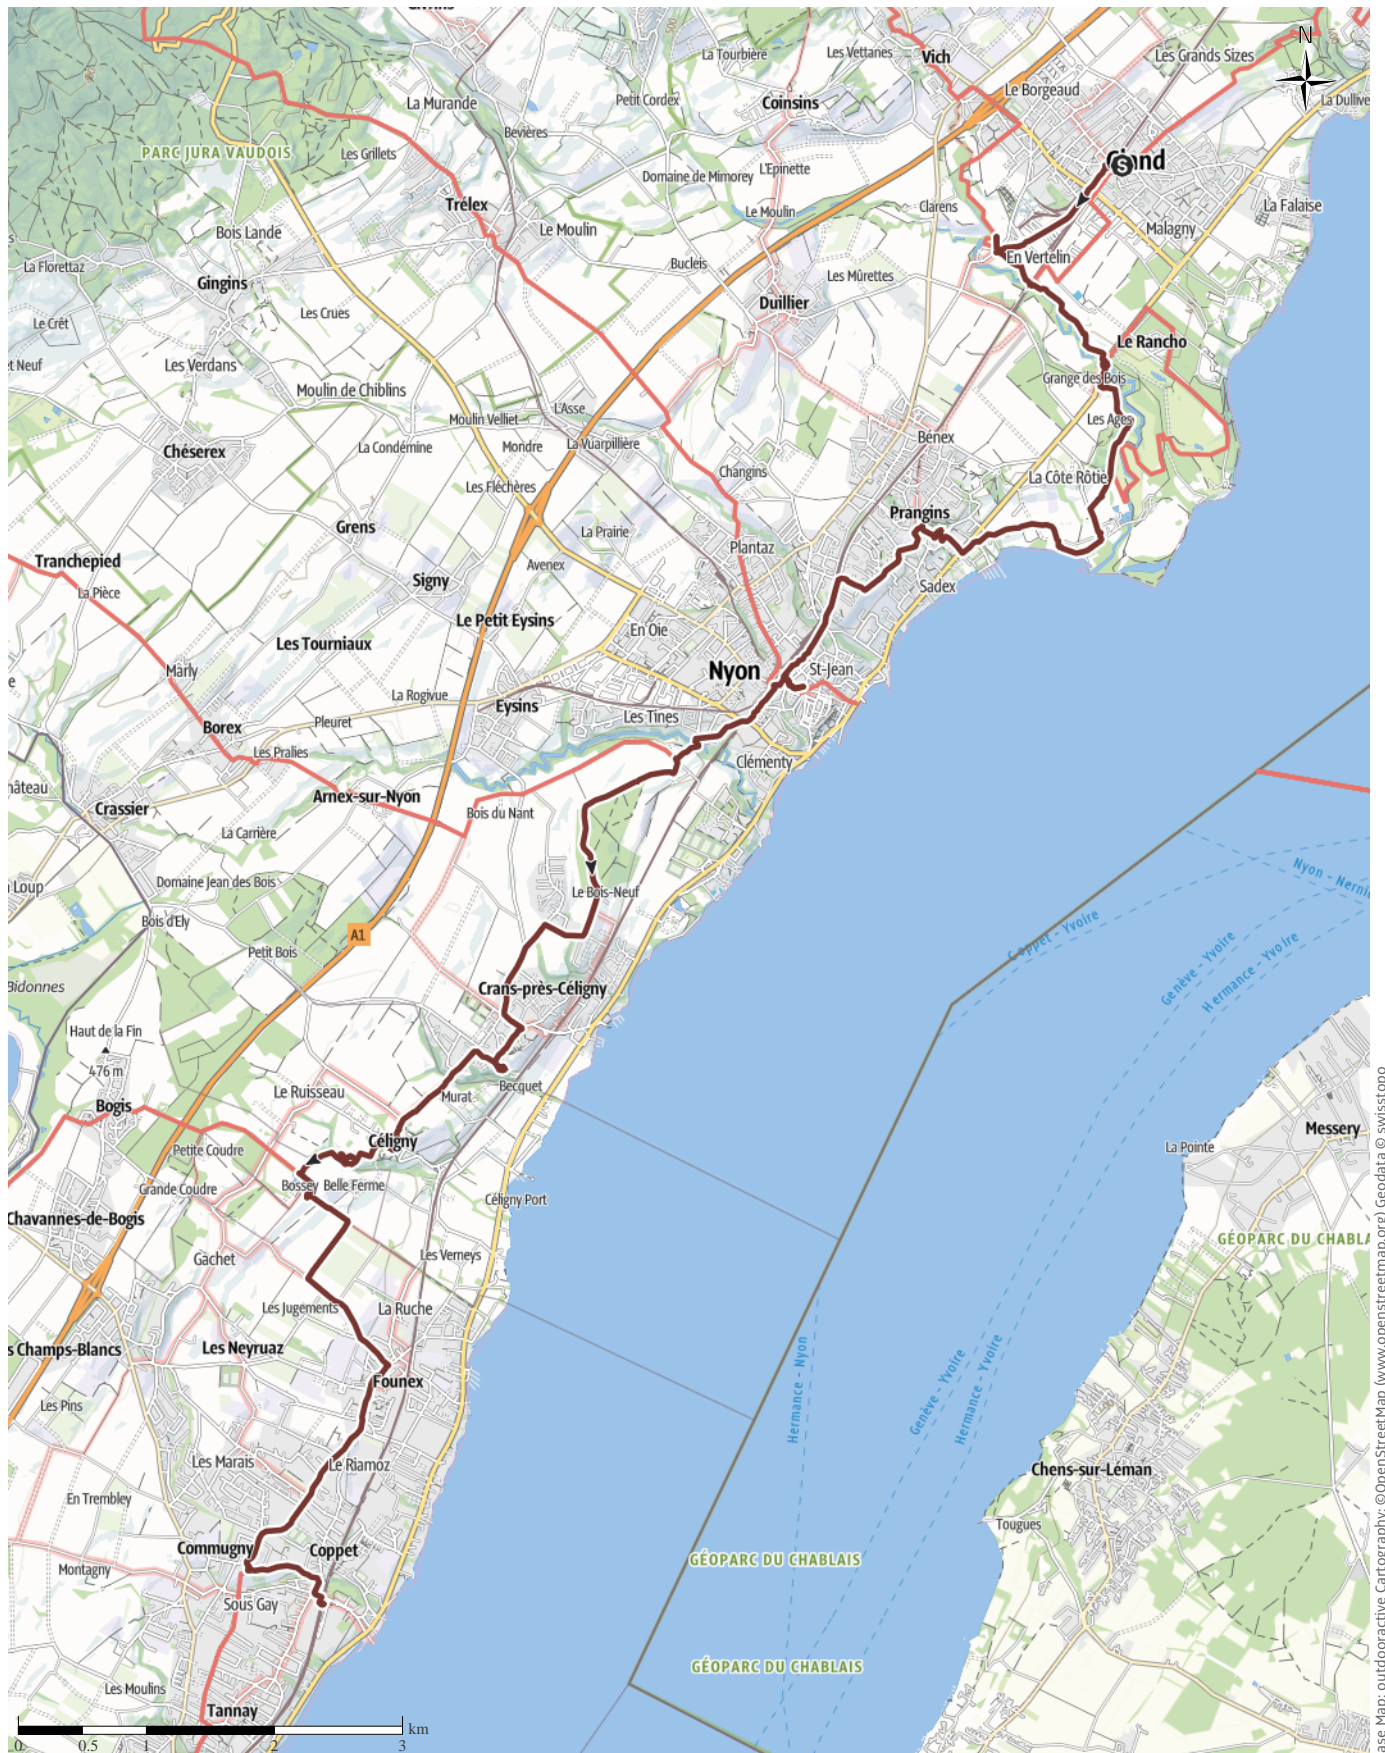 N
Les Vettanes
Vich
Les Grands Sizes
La Tourbière
Le Borgeaud
La Murande
Petit Cordex
Coinsins
Bevières
PARC JURA VAUDOIS
Les Grillets
L'Epinette
Domaine de Mimorey
S
Trélex
Le Moulin
Clarens
La Falaise
Bois Lande
Le Moulin
Malagny
La Florettaz
Bucleis
En Vertelin
Gingins
Les Mûrettes
Duillier
Le Crêt
Les Crues
Le Rancho
Les Verdans
Moulin de Chiblins
Grange des Bois
L'Asse
Moulin Velliet
Les Ages
Chéserex
La Condémine
Mondre
La Vuarpillière
Bénex
Changins
La Côte Rôtie
Les Fléchères
Prangins
Grens
La Prairie
Plantaz
Tranchepied
Avenex
Signy
Sadex
La Pièce
Le Petit Eysins
En Oie
Les Tourniaux
Nyon
St-Jean
Marly
La Rogivue
Eysins
Les Tines
Borex
Pleuret
Les Pralies
Clémenty
Arnex-sur-Nyon
Crassier
Bois du Nant
La Carrière
Nyon - Nerni
Domaine Jean des Bois
Le Bois-Neuf
Bois d'Ely
A1
Coppet - Yvoire
Petit Bois
Genève - Yvoire
Hermance - Yvoire
Bidonnes
Crans-près-Céligny
Haut de la Fin
476 m
Becquet
Le Ruisseau
Murat
Bogis
Messery
Céligny
La Pointe
Petite Coudre
Bossey
Belle Ferme
Grande Coudre
Céligny Port
Chavannes-de-Bogis
GÉOPARC DU CHABLA
Gachet
Les Verneys
Les Jugements
La Ruche
Les Neyruaz
s Champs-Blancs
Hermance - Nyon
Genève - Yvoire
Hermance - Yvoire
Founex
Les Pins
Les Marais
Le Riamoz
Chens-sur-Léman
En Trembley
Tougues
Commugny
Coppet
GÉOPARC DU CHABLAIS
Montagny
Sous Gay
GÉOPARC DU CHABLAIS
Les Moulins
Tannay
km
0
0.5
1
2
3
ase Map: outdooractive Cartography: ©OpenStreetMap (www.openstreetmap.org) Geodata © swisstopo